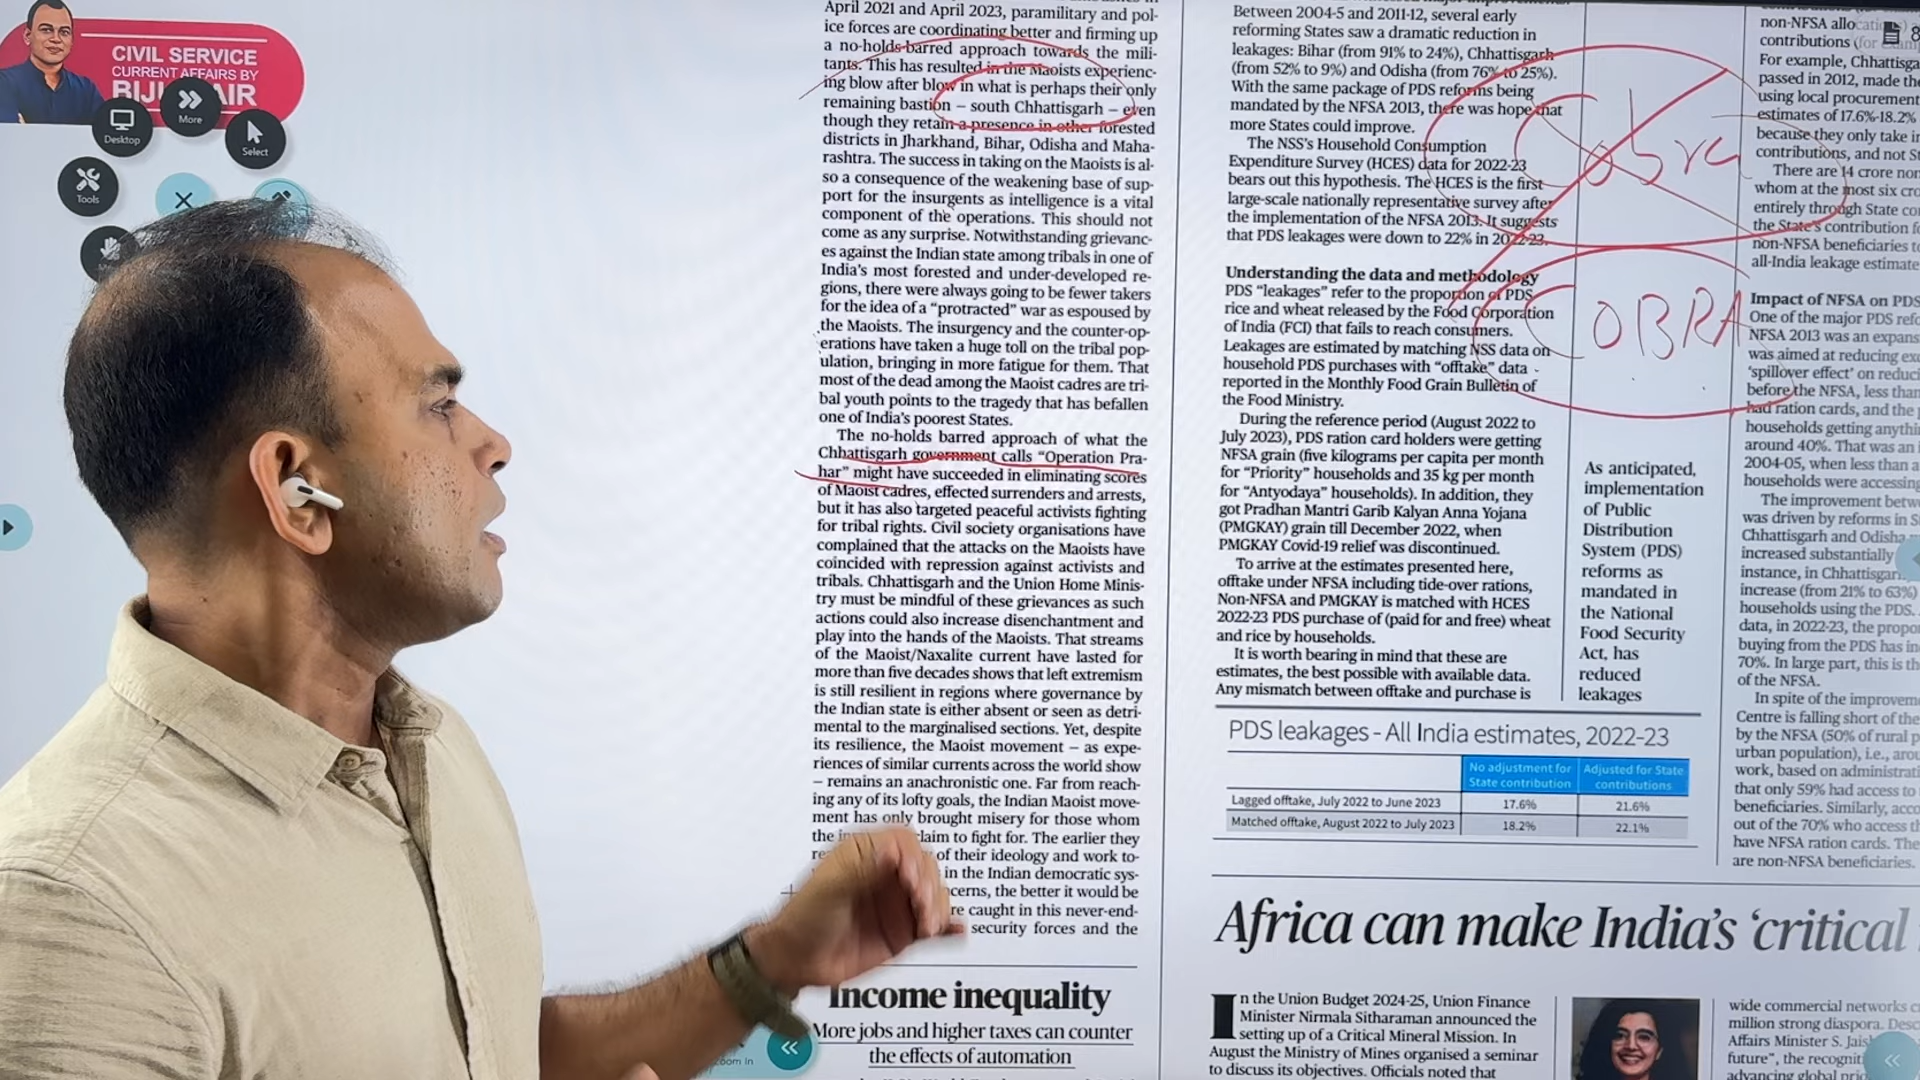 CIVIL SERVICE
CURRENT AFFAIRS BY
More
Desktop
Select
Tools
April 2021 and April 2023, paramilitary and pol-
ice forces are coordinating better and firming up
a no-holds-barred approach towards the mili-
tants. This has resulted in the Maoists experienc-
ing blow after blow in what is perhaps their only
remaining bastion – south Chhattisgarh – even
though they retain a presence in other forested
districts in Jharkhand, Bihar, Odisha and Maha-
rashtra. The success in taking on the Maoists is al-
so a consequence of the weakening base of sup-
port for the insurgents as intelligence is a vital
component of the operations. This should not
come as any surprise. Notwithstanding grievanc-
es against the Indian state among tribals in one of
India's most forested and under-developed re-
gions, there were always going to be fewer takers
for the idea of a “protracted” war as espoused by
the Maoists. The insurgency and the counter-op-
erations have taken a huge toll on the tribal pop-
ulation, bringing in more fatigue for them. That
most of the dead among the Maoist cadres are tri-
bal youth points to the tragedy that has befallen
one of India's poorest States.
The no-holds barred approach of what the
Chhattisgarh government calls “Operation Pra-
har” might have succeeded in eliminating scores
of Maoist cadres, effected surrenders and arrests,
but it has also targeted peaceful activists fighting
for tribal rights. Civil society organisations have
complained that the attacks on the Maoists have
coincided with repression against activists and
tribals. Chhattisgarh and the Union Home Minis-
try must be mindful of these grievances as such
actions could also increase disenchantment and
play into the hands of the Maoists. That streams
of the Maoist/Naxalite current have lasted for
more than five decades shows that left extremism
is still resilient in regions where governance by
the Indian state is either absent or seen as detri-
mental to the marginalised sections. Yet, despite
its resilience, the Maoist movement – as expe-
riences of similar currents across the world show
– remains an anachronistic one. Far from reach-
ing any of its lofty goals, the Indian Maoist move-
ment has only brought misery for those whom
the claim to fight for. The earlier they
of their ideology and work to-
in the Indian democratic sys-
the better it would be
caught in this never-end-
security forces and the
Income inequality
More jobs and higher taxes can counter
the effects of automation
Between 2004-5 and 2011-12, several early
reforming States saw a dramatic reduction in
leakages: Bihar (from 91% to 24%), Chhattisgarh
(from 52% to 9%) and Odisha (from 76% to 25%).
With the same package of PDS reforms being
mandated by the NFSA 2013, there was hope that
more States could improve.
The NSS's Household Consumption
Expenditure Survey (HCES) data for 2022-23
bears out this hypothesis. The HCES is the first
large-scale nationally representative survey after
the implementation of the NFSA 2013. It suggests
that PDS leakages were down to 22% in 2022-23.
Understanding the data and methodology
PDS “leakages” refer to the proportion of PDS
rice and wheat released by the Food Corporation
of India (FCI) that fails to reach consumers.
Leakages are estimated by matching NSS data on
household PDS purchases with “offtake” data
reported in the Monthly Food Grain Bulletin of
the Food Ministry.
During the reference period (August 2022 to
July 2023), PDS ration card holders were getting
NFSA grain (five kilograms per capita per month
for “Priority” households and 35 kg per month
for “Antyodaya” households). In addition, they
got Pradhan Mantri Garib Kalyan Anna Yojana
(PMGKAY) grain till December 2022, when
PMGKAY Covid-19 relief was discontinued.
To arrive at the estimates presented here,
offtake under NFSA including tide-over rations,
Non-NFSA and PMGKAY is matched with HCES
2022-23 PDS purchase of (paid for and free) wheat
and rice by households.
It is worth bearing in mind that these are
estimates, the best possible with available data.
Any mismatch between offtake and purchase is
Cobra
COBRA
As anticipated,
implementation
of Public
Distribution
System (PDS)
reforms as
mandated in
the National
Food Security
Act, has
reduced
leakages
PDS leakages - All India estimates, 2022-23
No adjustment for State contribution Adjusted for State contributions
Lagged offtake, July 2022 to June 2023 17.6% 21.6%
Matched offtake, August 2022 to July 2023 18.2% 22.1%
non-NFSA
contributions
For example,
passed in 2012, made the
using local procurement
estimates of 17.6%-18.2%
because they only take in
contributions, and not
There are 14 crore
whom at the most six
entirely through State
the State's contribution
non-NFSA beneficiaries
all-India leakage
Impact of NFSA on PDS
One of the major PDS
NFSA 2013 was an
was aimed at reducing
‘spillover effect’ on
before the NFSA, less than
had ration cards, and the
households getting
around 40%. That was an
2004-05, when less than a
households were accessing
The improvement
was driven by reforms in
Chhattisgarh and Odisha
increased substantially
instance, in
increase (from 21% to 63%)
households using the PDS.
data, in 2022-23, the
buying from the PDS has
70%. In large part, this is
of the NFSA.
In spite of the
Centre is falling short of the
by the NFSA (50% of rural
urban population), i.e.,
work, based on
that only 59% had access to
beneficiaries. Similarly,
out of the 70% who access
have NFSA ration cards. The
are non-NFSA beneficiaries.
Africa can make India's ‘critical
In the Union Budget 2024-25, Union Finance
Minister Nirmala Sitharaman announced the
setting up of a Critical Mineral Mission. In
August the Ministry of Mines organised a seminar
to discuss its objectives. Officials noted that
wide commercial networks
million strong diaspora.
Affairs Minister S.
future”, the
advancing global